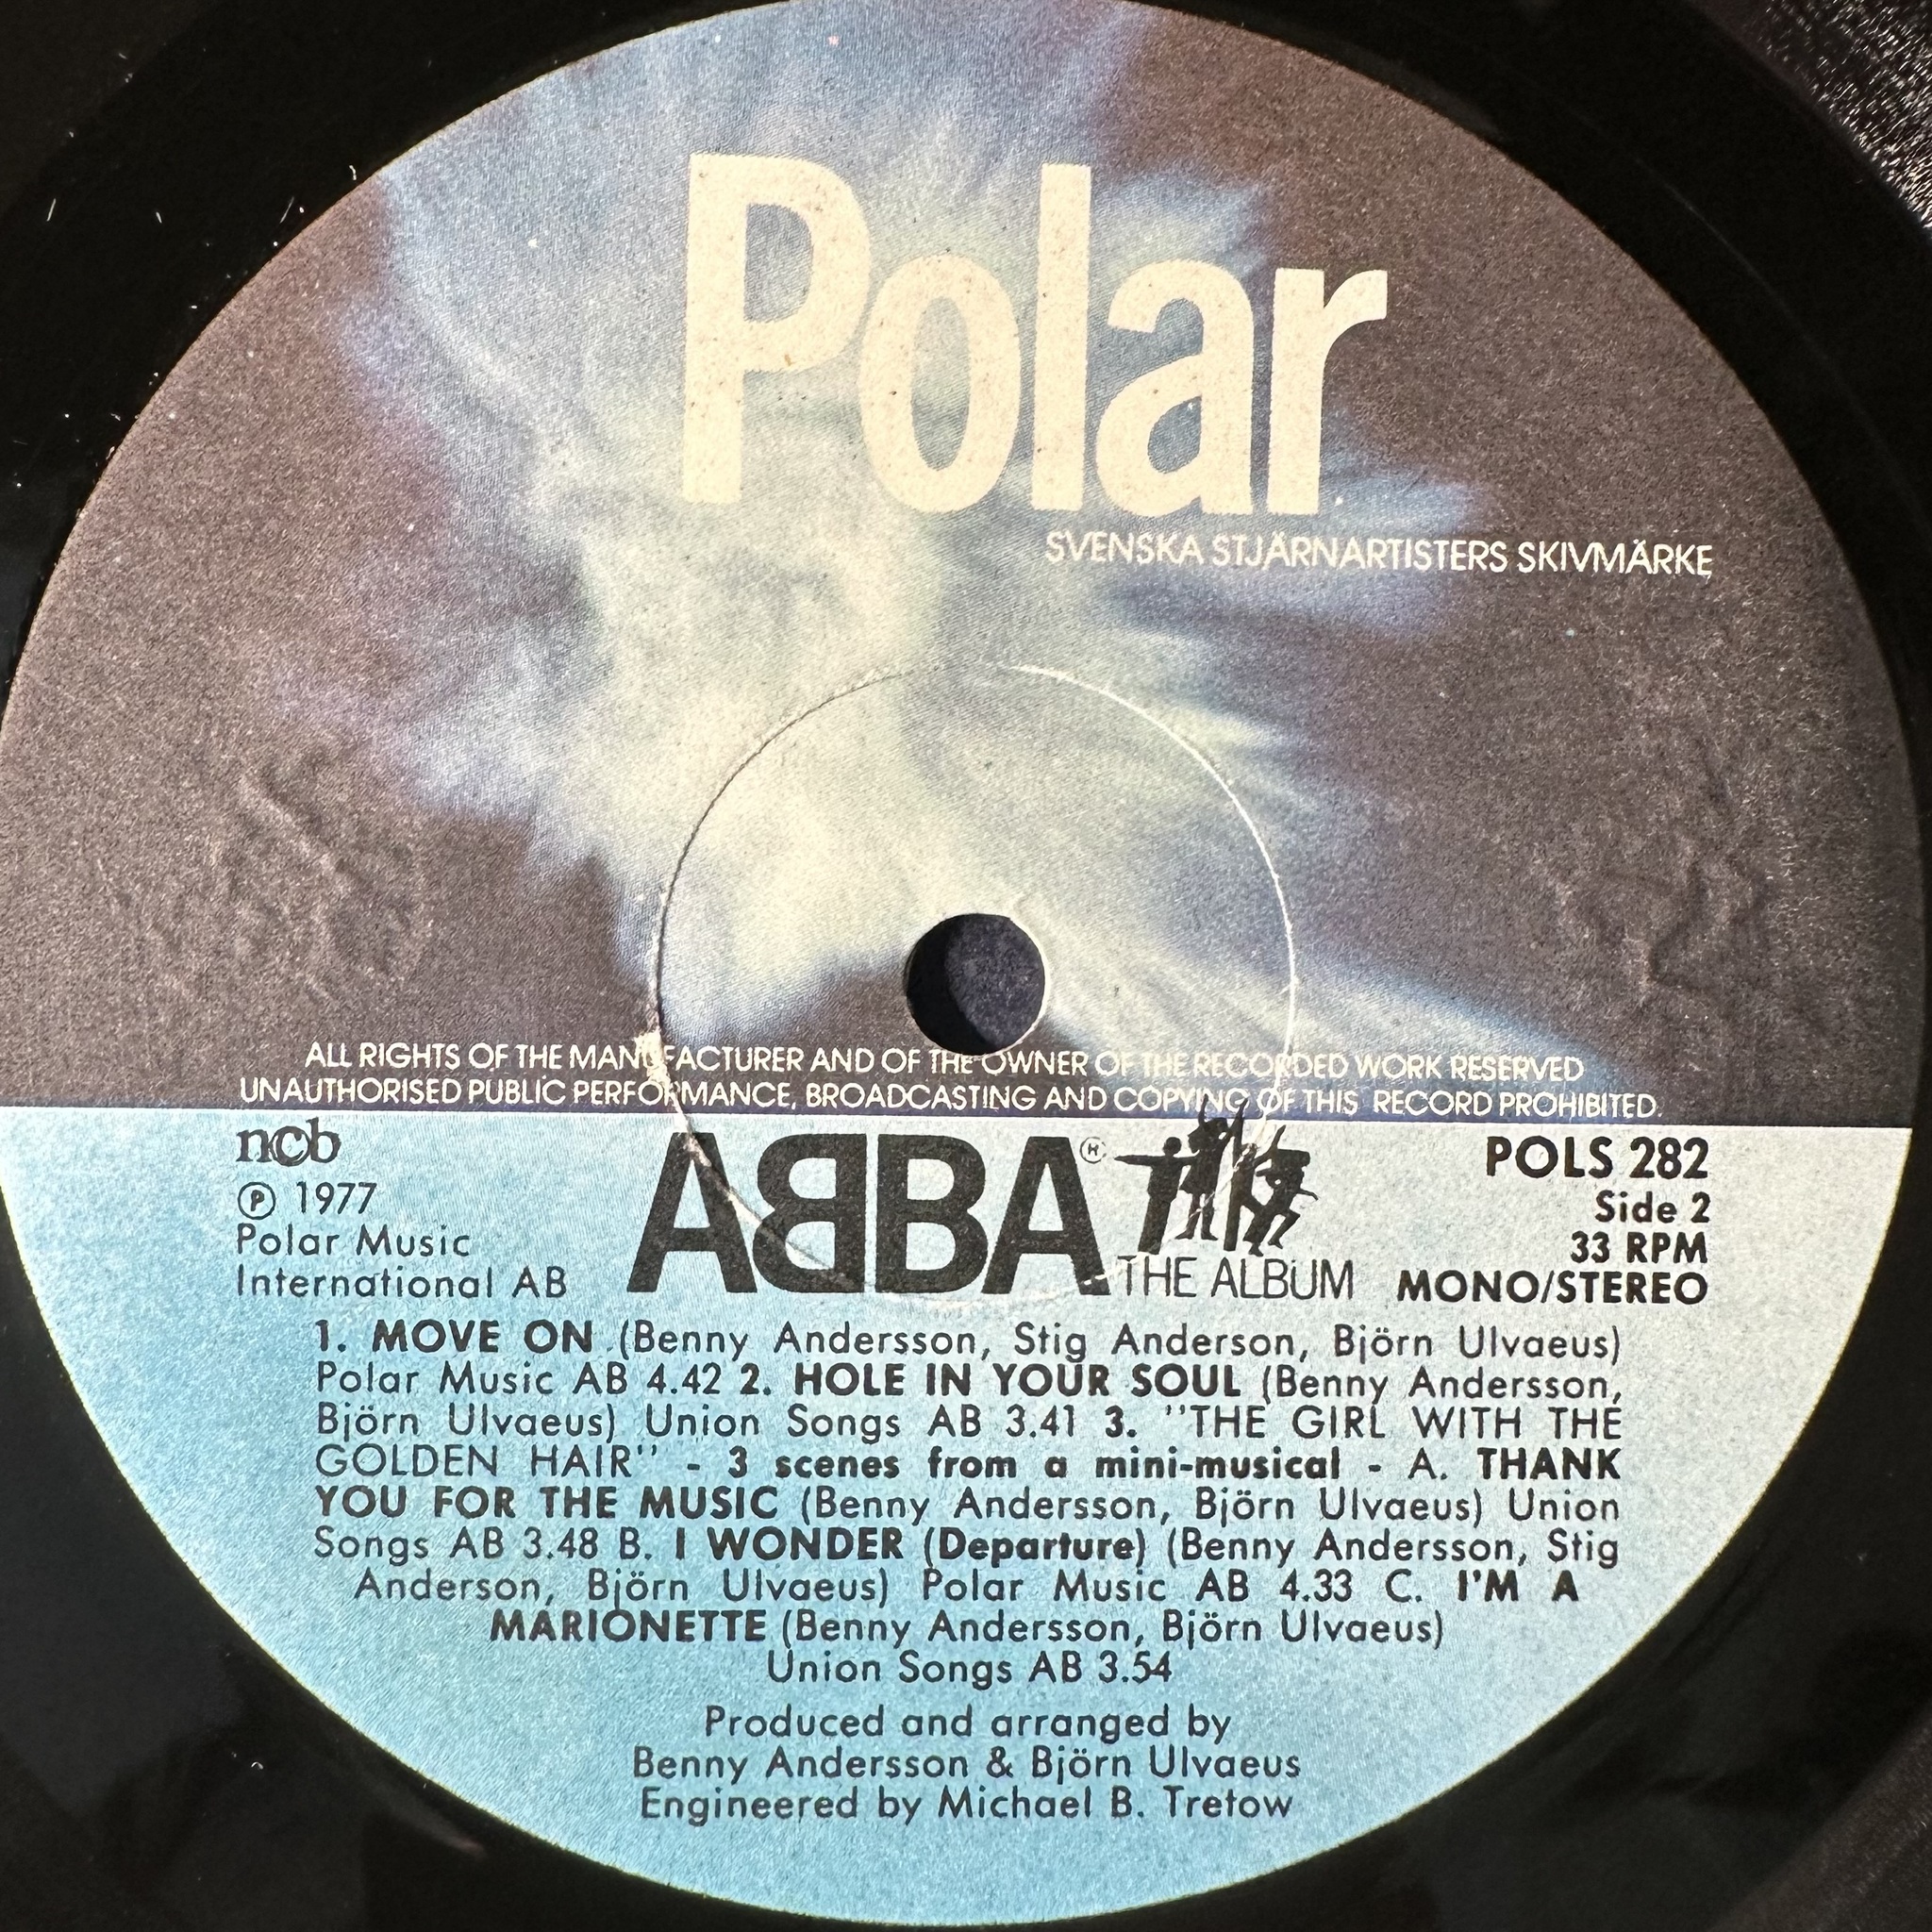 Polar
SVENSKA STJÄRNARTISTERS SKIVMÄRKE
ALL RIGHTS OF THE MANUFACTURER AND OF THE OWNER OF THE RECORDED WORK RESERVED
UNAUTHORISED PUBLIC PERFORMANCE, BROADCASTING AND COPYING OF THIS RECORD PROHIBITED.
ncb
℗ 1977
Polar Music
International AB
ABBA
THE ALBUM
POLS 282
Side 2
33 RPM
MONO/STEREO
1. MOVE ON (Benny Andersson, Stig Anderson, Björn Ulvaeus)
Polar Music AB 4.42 2. HOLE IN YOUR SOUL (Benny Andersson,
Björn Ulvaeus) Union Songs AB 3.41 3. "THE GIRL WITH THE
GOLDEN HAIR" - 3 scenes from a mini-musical - A. THANK
YOU FOR THE MUSIC (Benny Andersson, Björn Ulvaeus) Union
Songs AB 3.48 B. I WONDER (Departure) (Benny Andersson, Stig
Anderson, Björn Ulvaeus) Polar Music AB 4.33 C. I'M A
MARIONETTE (Benny Andersson, Björn Ulvaeus)
Union Songs AB 3.54
Produced and arranged by
Benny Andersson & Björn Ulvaeus
Engineered by Michael B. Tretow